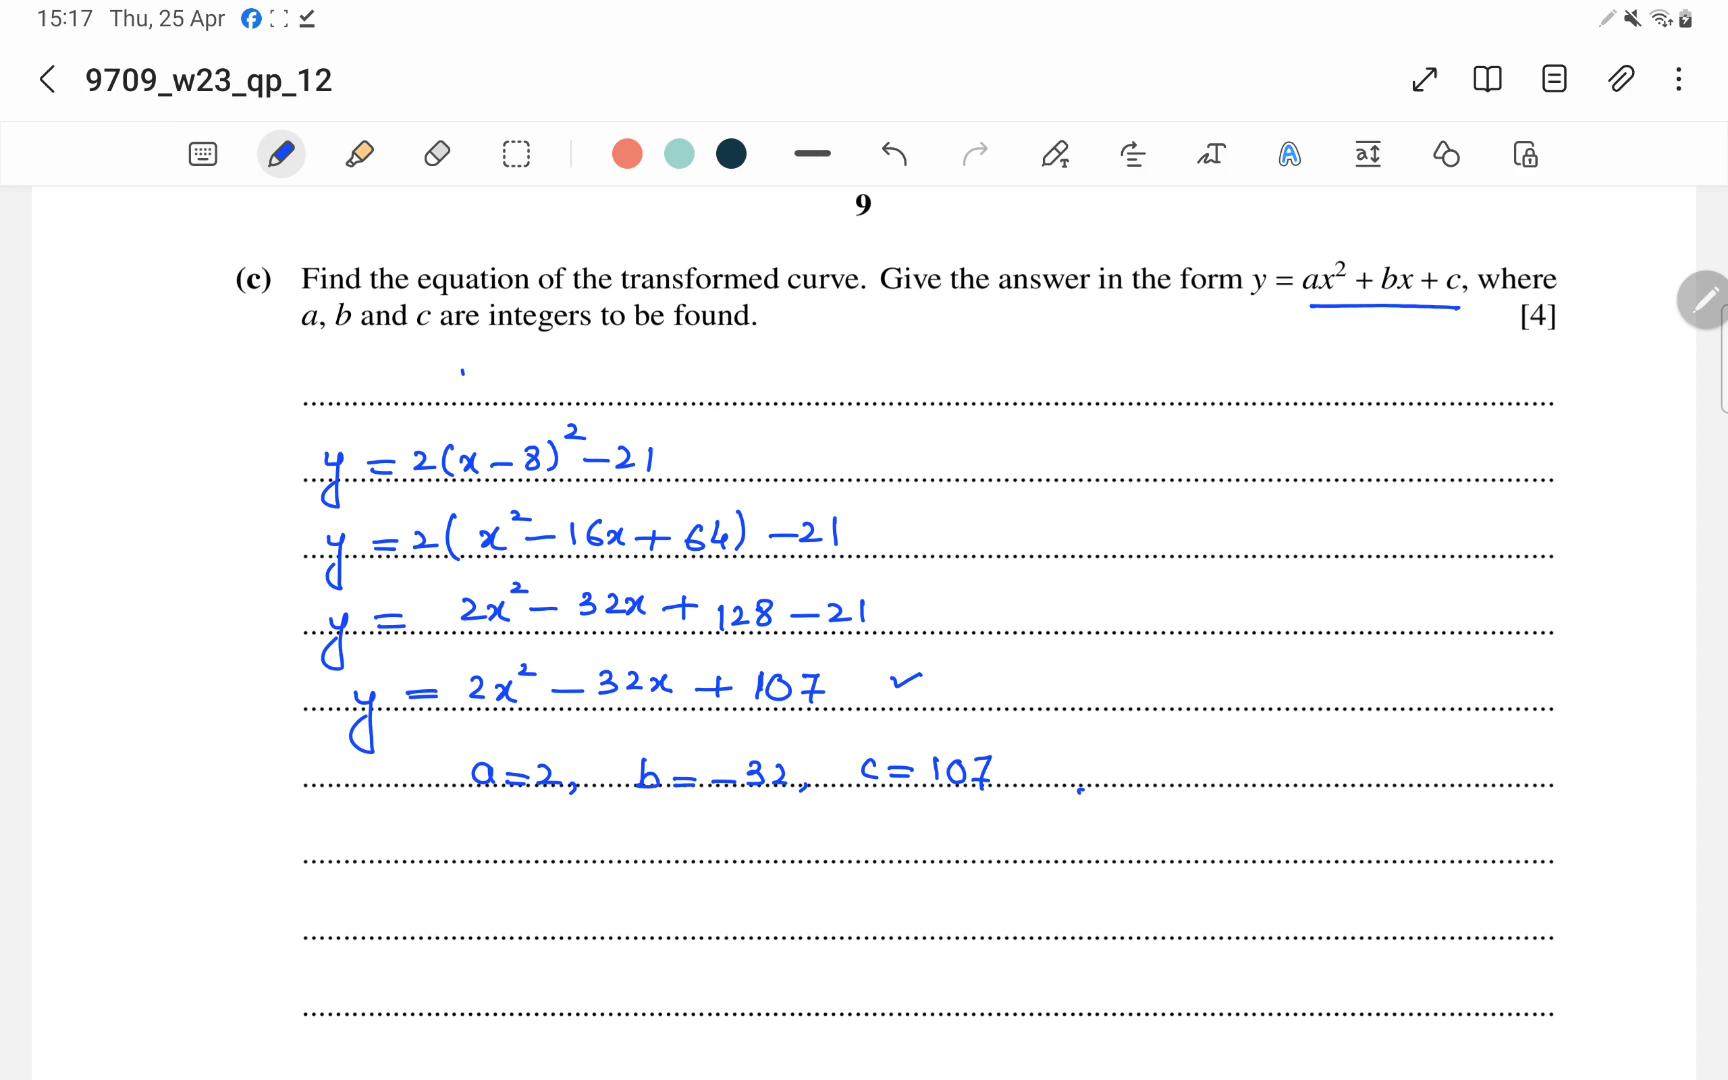 15:17 Thu, 25 Apr
9709_w23_qp_12
9
(c) Find the equation of the transformed curve. Give the answer in the form y = ax² + bx + c, where
a, b and c are integers to be found. [4]
y = 2(x – 8)² – 21
y = 2( x² – 16x + 64) – 21
y = 2x² – 32x + 128 – 21
y = 2x² – 32x + 107 ✓
a = 2, b = – 32, c = 107